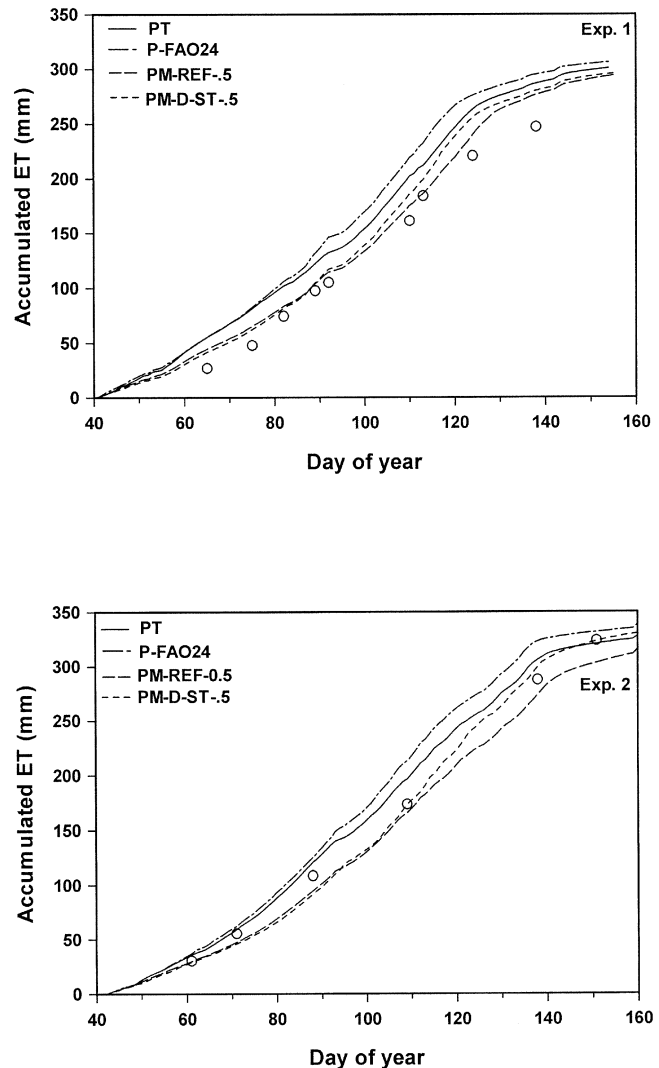 350
300
250
200
150
100
50
0
PT
P-FAO24
PM-REF-.5
PM-D-ST-.5
Exp. 1
Accumulated ET (mm)
40 60 80 100 120 140 160
Day of year
350
300
250
200
150
100
50
0
PT
P-FAO24
PM-REF-0.5
PM-D-ST-.5
Exp. 2
Accumulated ET (mm)
40 60 80 100 120 140 160
Day of year